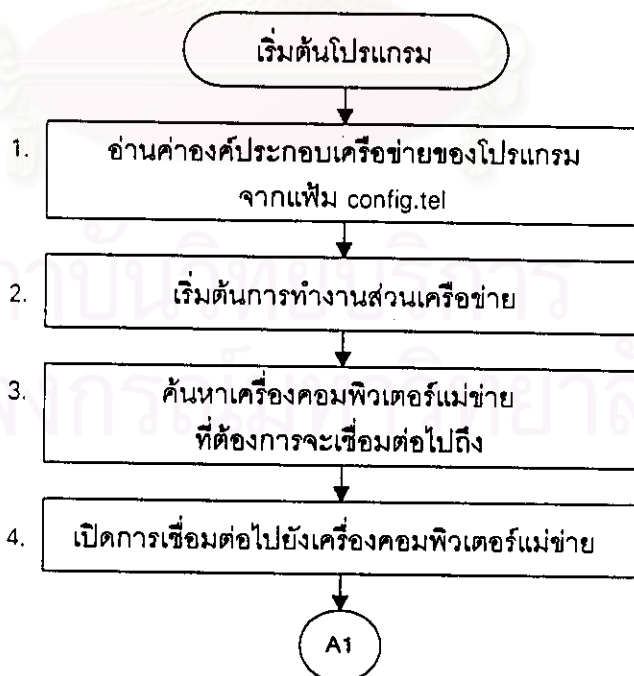 เริ่มต้นโปรแกรม
1. อ่านค่าองค์ประกอบเครือข่ายของโปรแกรม
จากแฟ้ม config.tel
2. เริ่มต้นการทำงานส่วนเครือข่าย
3. ค้นหาเครื่องคอมพิวเตอร์แม่ข่าย
ที่ต้องการจะเชื่อมต่อไปถึง
4. เปิดการเชื่อมต่อไปยังเครื่องคอมพิวเตอร์แม่ข่าย
A1